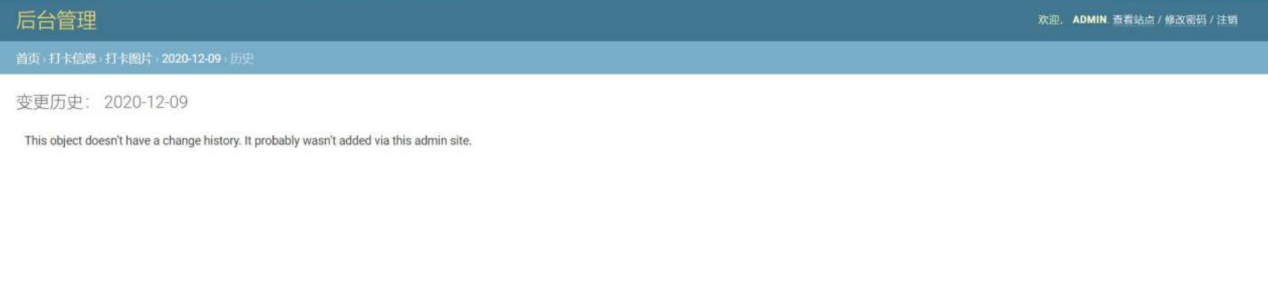 后台管理
欢迎， ADMIN. 查看站点 / 修改密码 / 注销
首页 › 打卡信息 › 打卡图片 › 2020-12-09 › 历史
变更历史： 2020-12-09
This object doesn't have a change history. It probably wasn't added via this admin site.